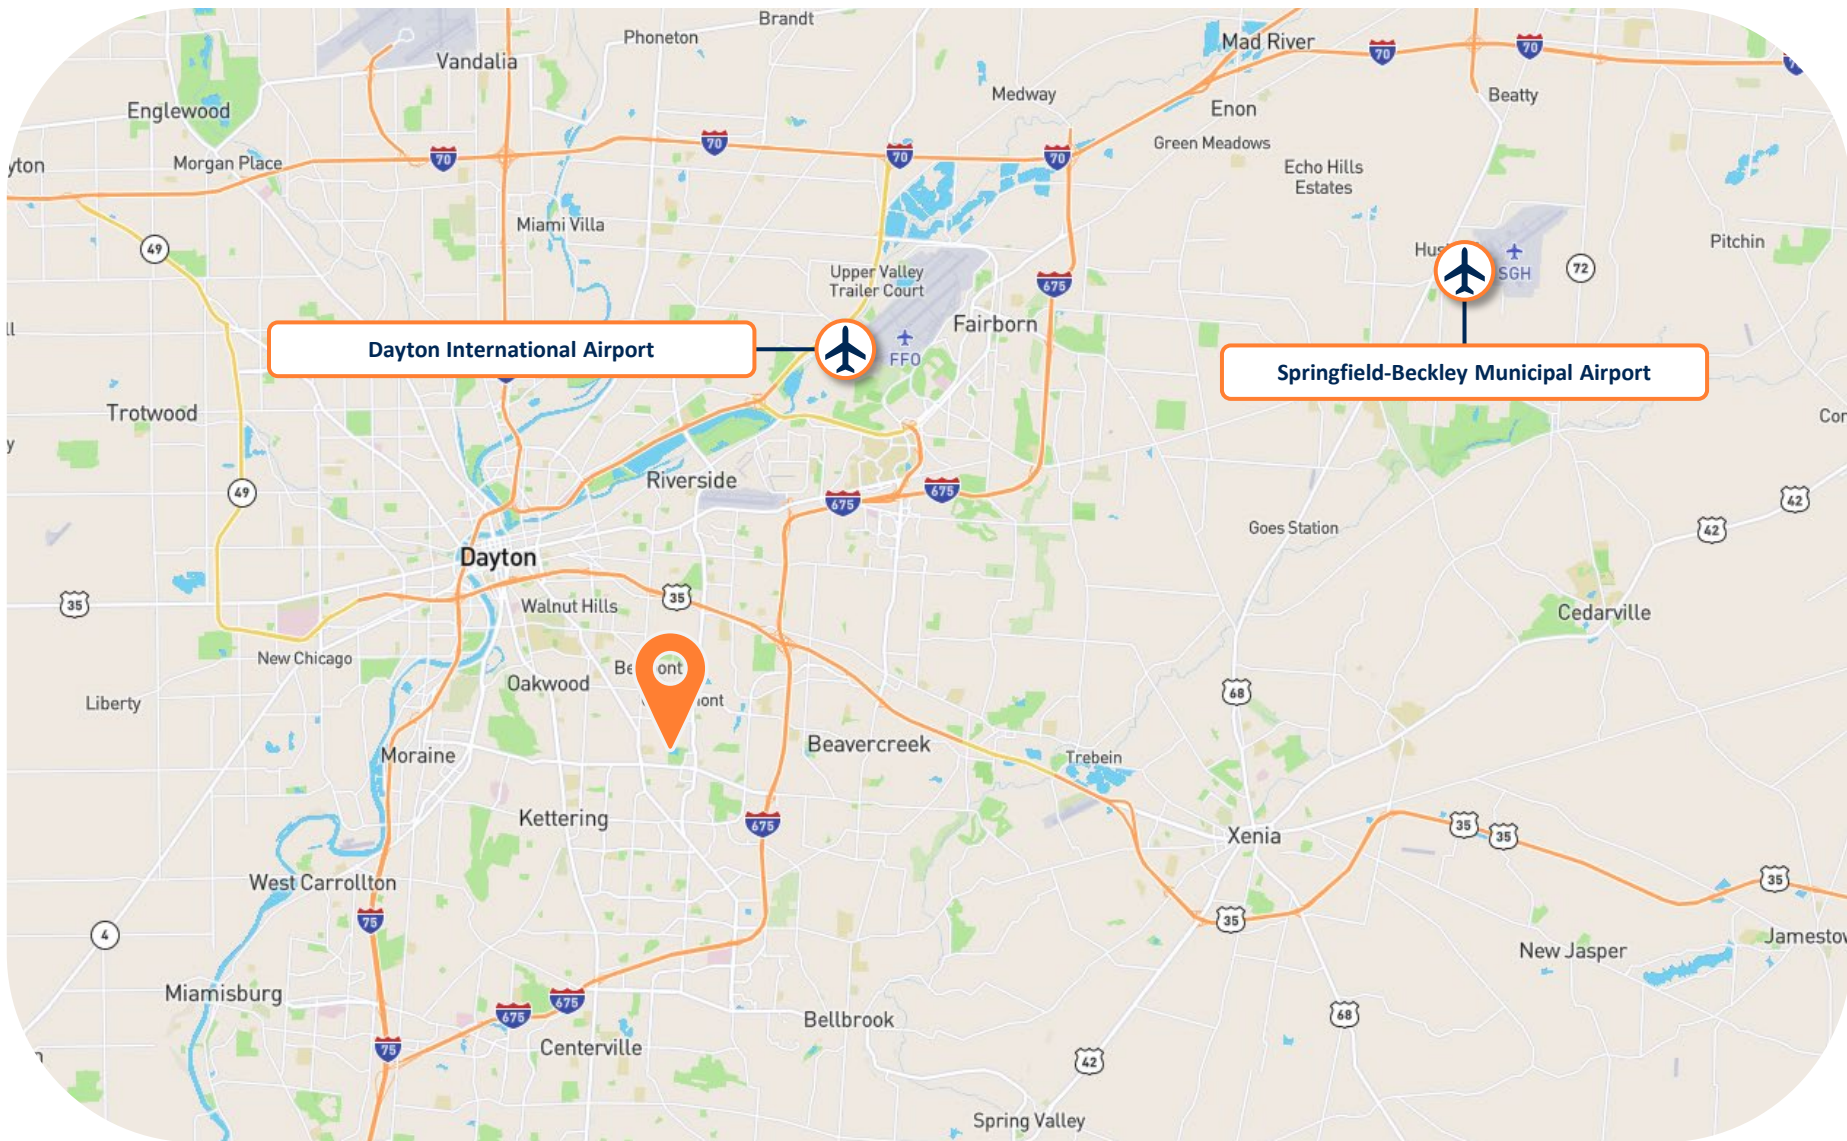 Brandt
Phoneton
Vandalia
Mad River
70
70
Medway
Beatty
Englewood
Enon
70
70
70
70
Green Meadows
yton
Morgan Place
Echo Hills
Estates
Miami Villa
49
Pitchin
Upper Valley
Trailer Court
675
SGH
72
Fairborn
Dayton International Airport
FFO
Springfield-Beckley Municipal Airport
Trotwood
Riverside
49
675
675
42
42
Goes Station
Dayton
35
Walnut Hills
35
Cedarville
New Chicago
Oakwood
68
Liberty
Moraine
Beavercreek
Trebein
Kettering
675
35
35
Xenia
West Carrollton
35
75
35
4
New Jasper
Jamestow
Miamisburg
675
675
68
Bellbrook
75
Centerville
42
Spring Valley